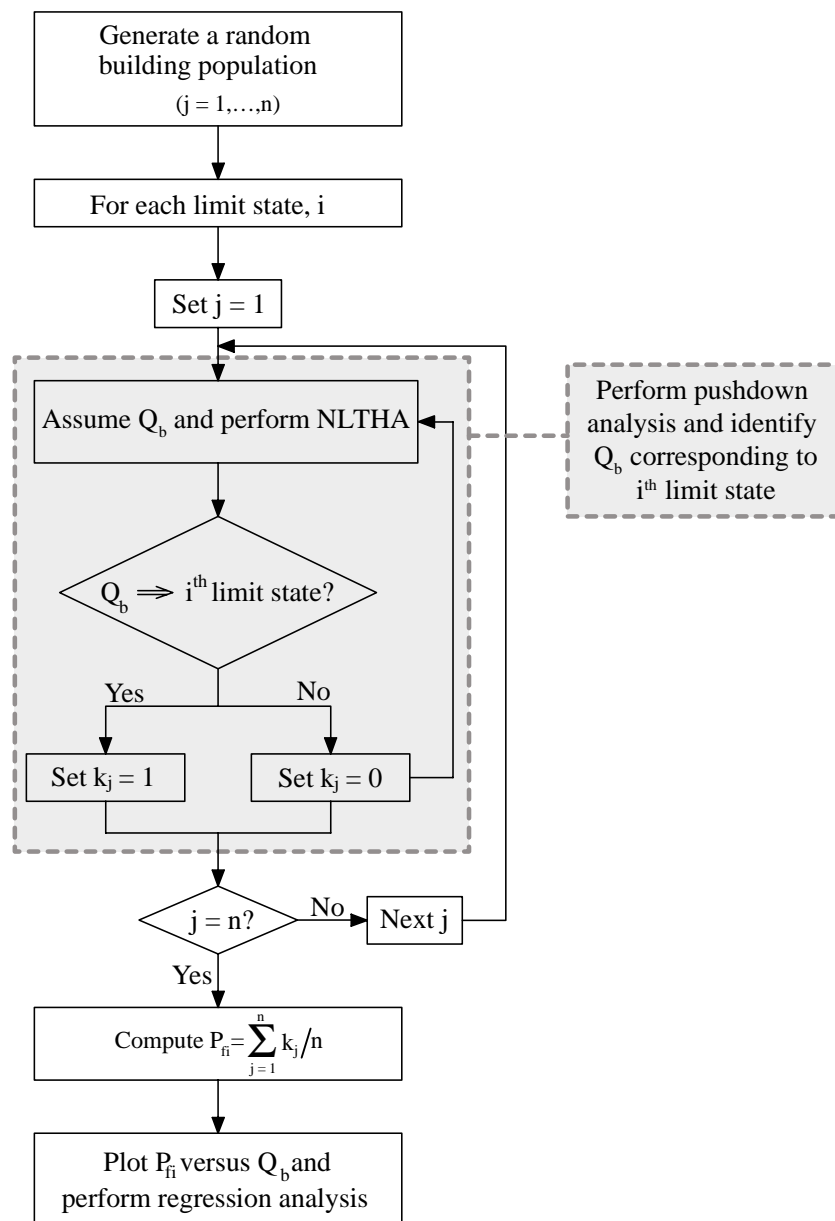 Generate a random
building population
(j = 1,…,n)
For each limit state, i
Set j = 1
Assume Q_b and perform NLTHA
Perform pushdown
analysis and identify
Q_b corresponding to
i^th limit state
Q_b ⟹ i^th limit state?
Yes
No
Set k_j = 1
Set k_j = 0
j = n?
No
Next j
Yes
Compute P_fi = ∑_{j = 1}^{n} k_j/n
Plot P_fi versus Q_b and
perform regression analysis